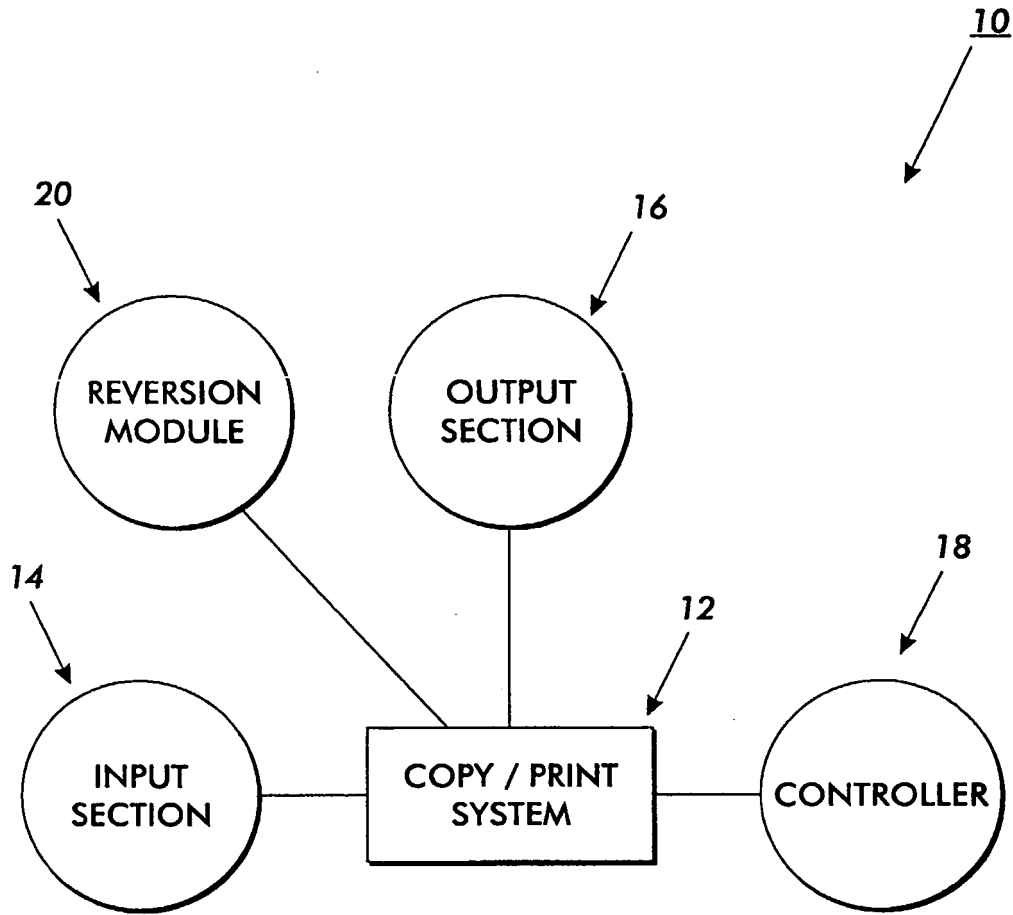 10
20
16
REVERSION
MODULE
OUTPUT
SECTION
14
12
18
INPUT
SECTION
COPY / PRINT
SYSTEM
CONTROLLER